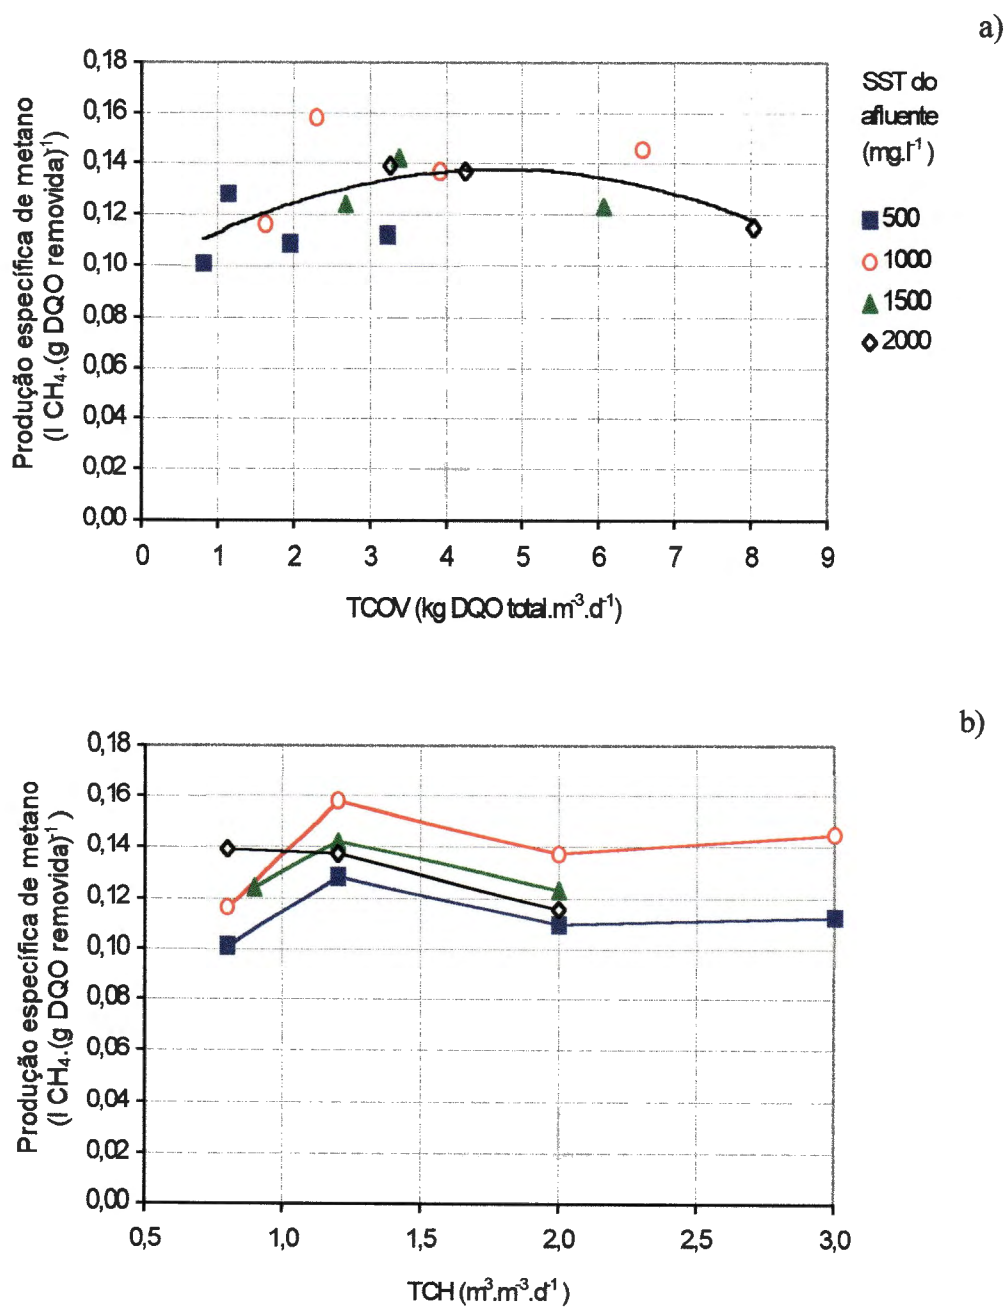 a)
Produção específica de metano
(l CH₄.(g DQO removida)⁻¹)
0,18
0,16
0,14
0,12
0,10
0,08
0,06
0,04
0,02
0,00
0 1 2 3 4 5 6 7 8 9
TCOV (kg DQO total.m⁻³.d⁻¹)
SST do
afluente
(mg.l⁻¹)
500
1000
1500
2000
b)
Produção específica de metano
(l CH₄.(g DQO removida)⁻¹)
0,18
0,16
0,14
0,12
0,10
0,08
0,06
0,04
0,02
0,00
0,5 1,0 1,5 2,0 2,5 3,0
TCH (m³.m⁻³.d⁻¹)